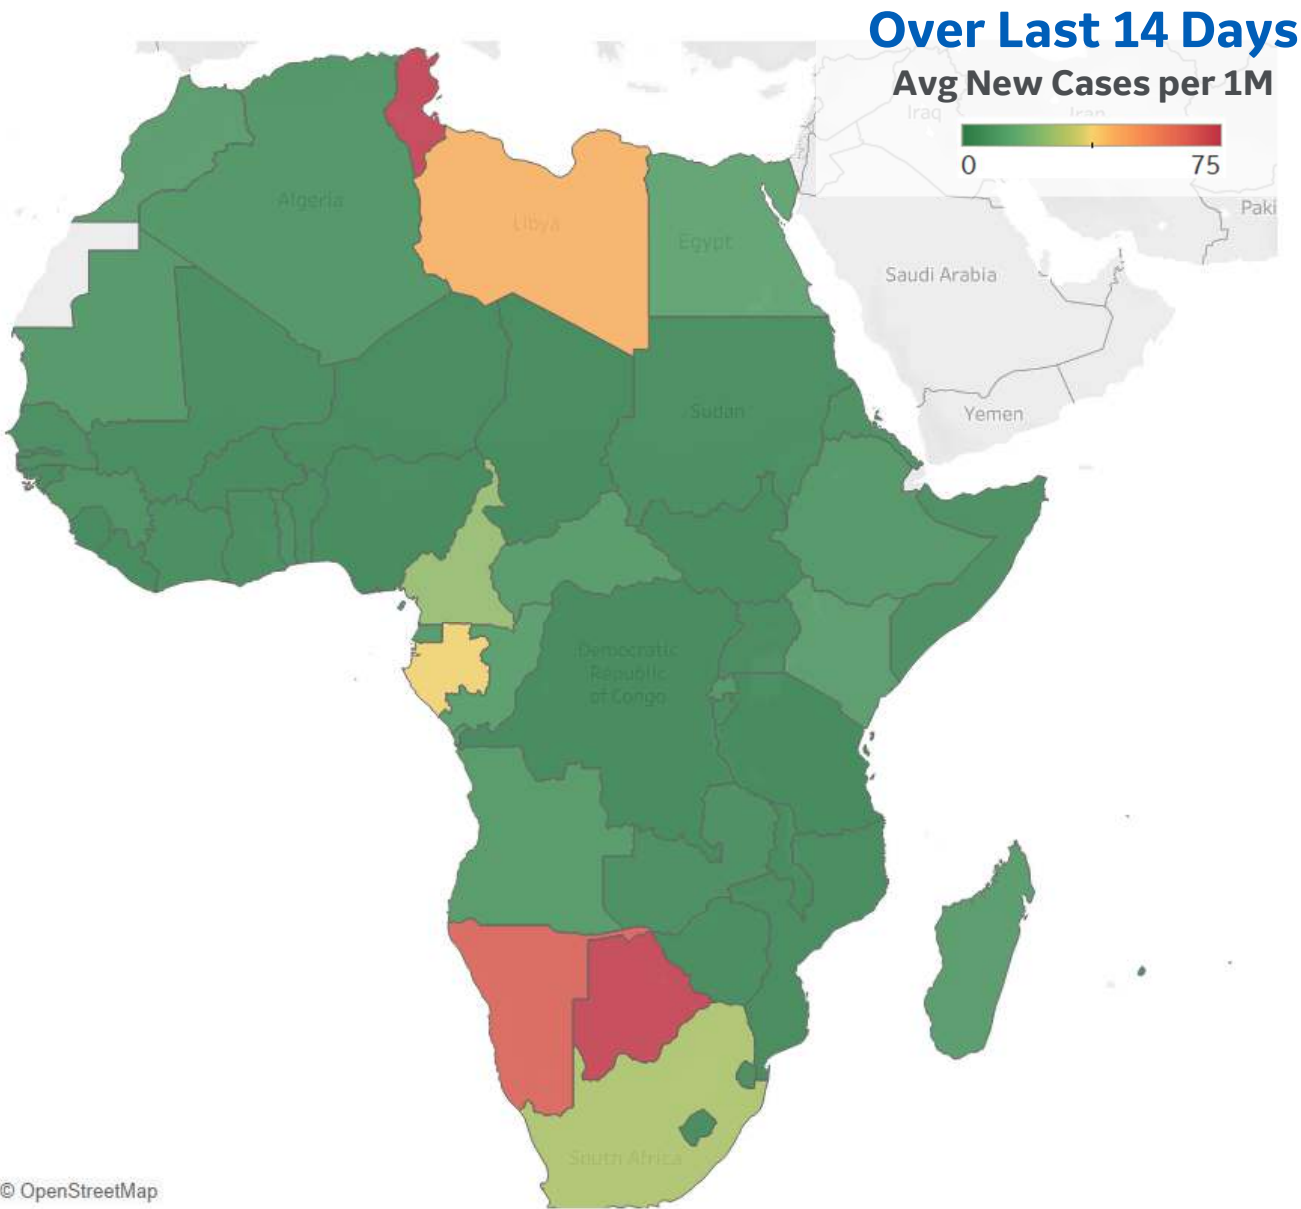 Over Last 14 Days
Avg New Cases per 1M
Iraq
Iran
0
75
Paki
Algeria
Libya
Egypt
Saudi Arabia
Sudan
Yemen
Democratic
Republic
of Congo
South Africa
© OpenStreetMap